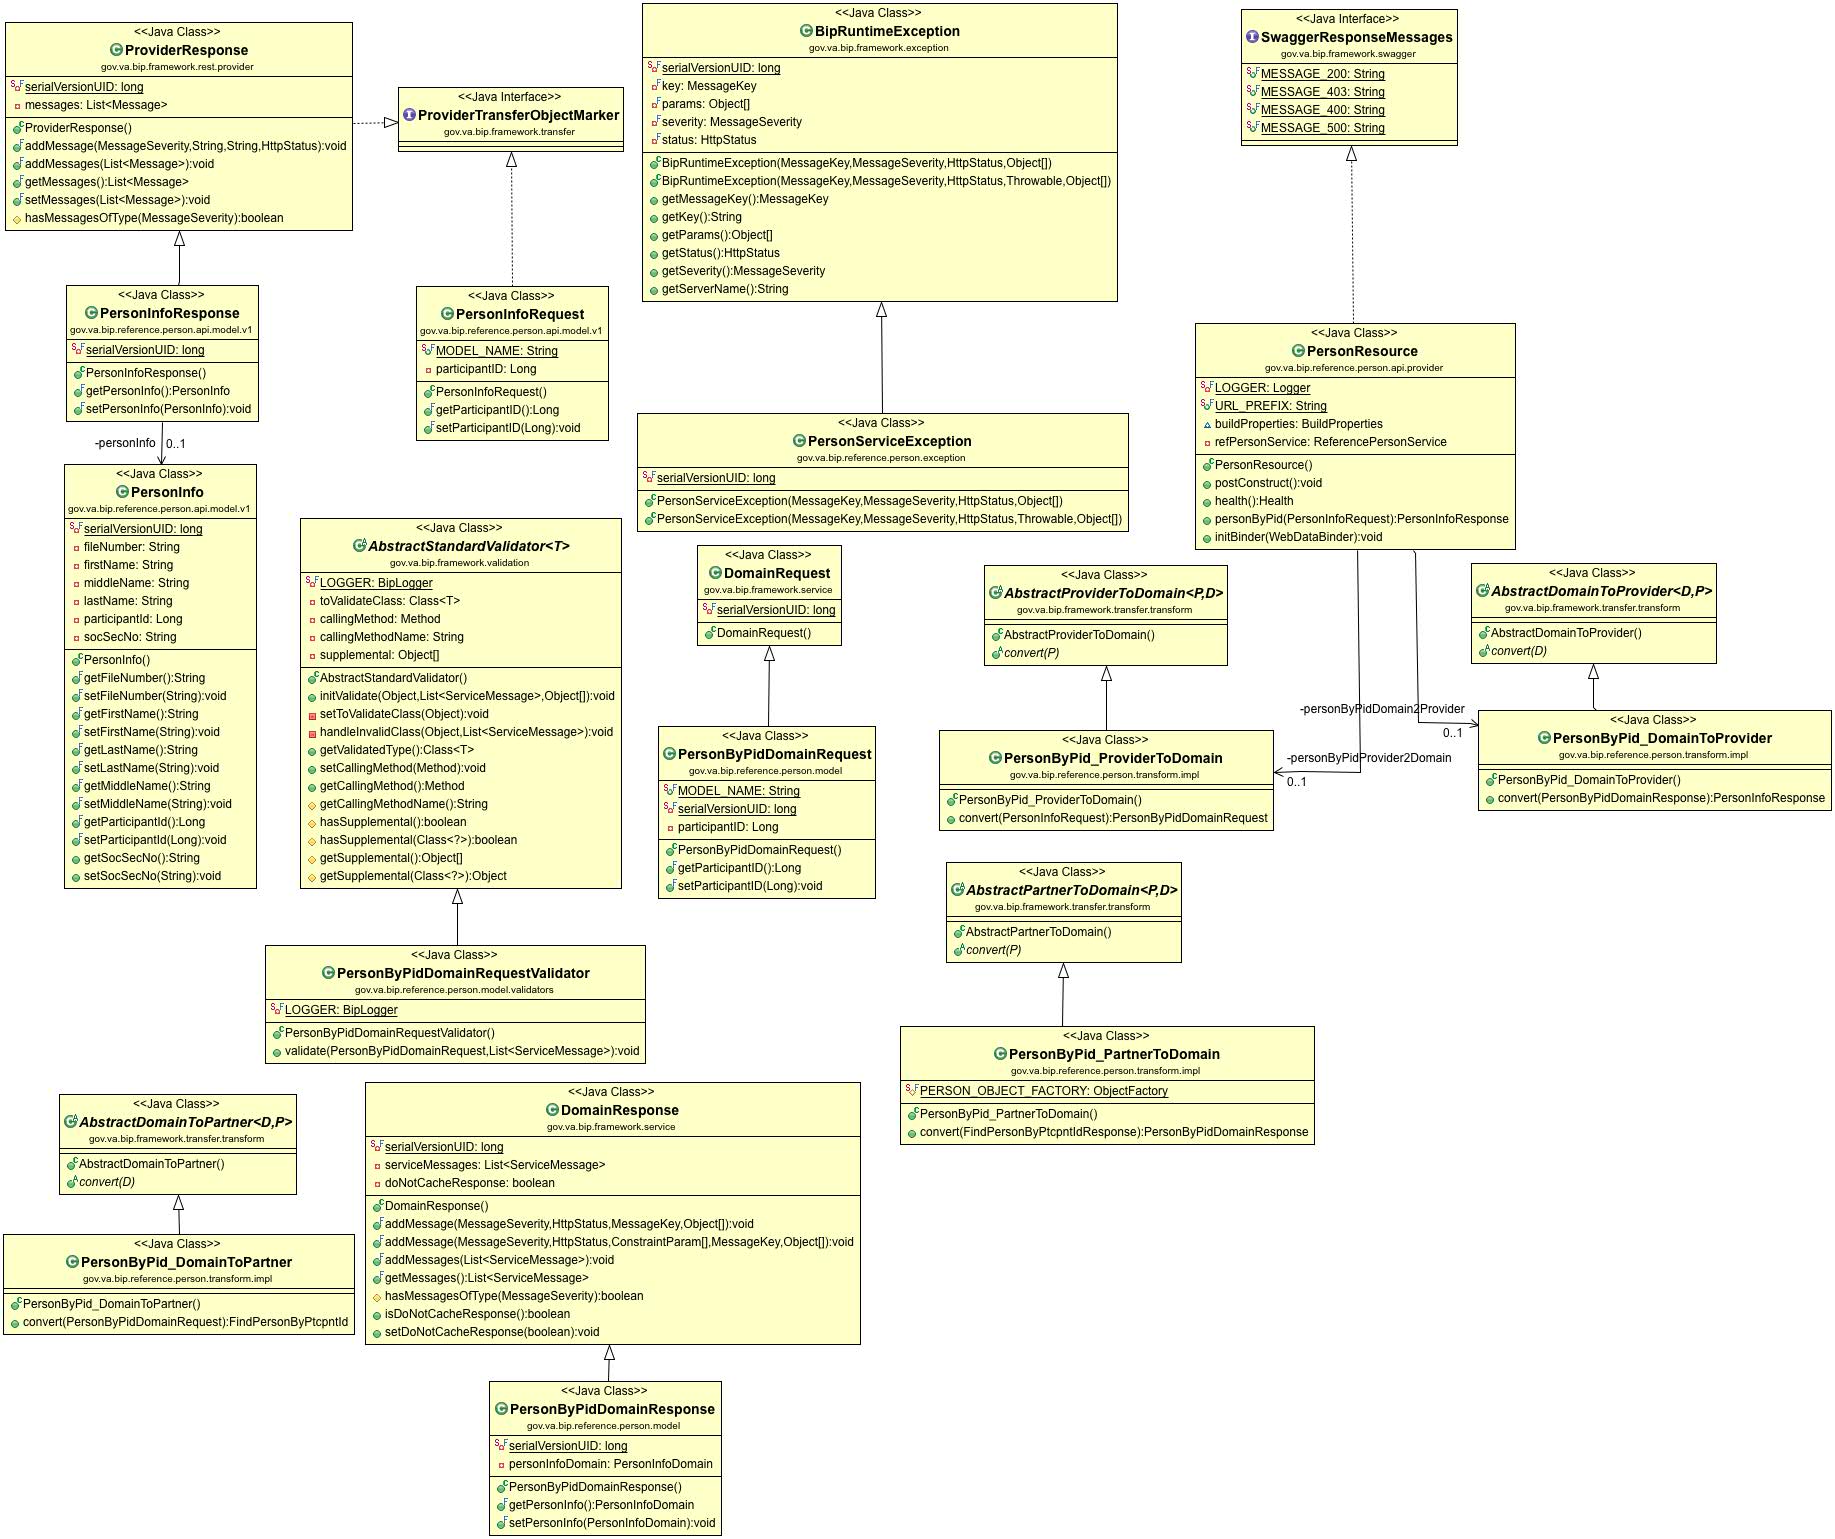 <<Java Class>>
ProviderResponse
gov.va.bip.framework.rest.provider
serialVersionUID: long
messages: List<Message>
ProviderResponse()
addMessage(MessageSeverity,String,String,HttpStatus):void
addMessages(List<Message>):void
getMessages():List<Message>
setMessages(List<Message>):void
hasMessagesOfType(MessageSeverity):boolean
<<Java Interface>>
ProviderTransferObjectMarker
gov.va.bip.framework.transfer
<<Java Class>>
BipRuntimeException
gov.va.bip.framework.exception
serialVersionUID: long
key: MessageKey
params: Object[]
severity: MessageSeverity
status: HttpStatus
BipRuntimeException(MessageKey,MessageSeverity,HttpStatus,Object[])
BipRuntimeException(MessageKey,MessageSeverity,HttpStatus,Throwable,Object[])
getMessageKey():MessageKey
getKey():String
getParams():Object[]
getStatus():HttpStatus
getSeverity():MessageSeverity
getServerName():String
<<Java Interface>>
SwaggerResponseMessages
gov.va.bip.framework.swagger
MESSAGE_200: String
MESSAGE_403: String
MESSAGE_400: String
MESSAGE_500: String
<<Java Class>>
PersonInfoResponse
gov.va.bip.reference.person.api.model.v1
serialVersionUID: long
PersonInfoResponse()
getPersonInfo():PersonInfo
setPersonInfo(PersonInfo):void
-personInfo
0..1
<<Java Class>>
PersonInfoRequest
gov.va.bip.reference.person.api.model.v1
MODEL_NAME: String
participantID: Long
PersonInfoRequest()
getParticipantID():Long
setParticipantID(Long):void
<<Java Class>>
PersonServiceException
gov.va.bip.reference.person.exception
serialVersionUID: long
PersonServiceException(MessageKey,MessageSeverity,HttpStatus,Object[])
PersonServiceException(MessageKey,MessageSeverity,HttpStatus,Throwable,Object[])
<<Java Class>>
PersonResource
gov.va.bip.reference.person.api.provider
LOGGER: Logger
URL_PREFIX: String
buildProperties: BuildProperties
refPersonService: ReferencePersonService
PersonResource()
postConstruct():void
health():Health
personByPid(PersonInfoRequest):PersonInfoResponse
initBinder(WebDataBinder):void
<<Java Class>>
PersonInfo
gov.va.bip.reference.person.api.model.v1
serialVersionUID: long
fileNumber: String
firstName: String
middleName: String
lastName: String
participantId: Long
socSecNo: String
PersonInfo()
getFileNumber():String
setFileNumber(String):void
getFirstName():String
setFirstName(String):void
getLastName():String
setLastName(String):void
getMiddleName():String
setMiddleName(String):void
getParticipantId():Long
setParticipantId(Long):void
getSocSecNo():String
setSocSecNo(String):void
<<Java Class>>
AbstractStandardValidator<T>
gov.va.bip.framework.validation
LOGGER: BipLogger
toValidateClass: Class<T>
callingMethod: Method
callingMethodName: String
supplemental: Object[]
AbstractStandardValidator()
initValidate(Object,List<ServiceMessage>,Object[]):void
setToValidateClass(Object):void
handleInvalidClass(Object,List<ServiceMessage>):void
getValidatedType():Class<T>
setCallingMethod(Method):void
getCallingMethod():Method
getCallingMethodName():String
hasSupplemental():boolean
hasSupplemental(Class<?>):boolean
getSupplemental():Object[]
getSupplemental(Class<?>):Object
<<Java Class>>
DomainRequest
gov.va.bip.framework.service
serialVersionUID: long
DomainRequest()
<<Java Class>>
AbstractProviderToDomain<P,D>
gov.va.bip.framework.transfer.transform
AbstractProviderToDomain()
convert(P)
<<Java Class>>
AbstractDomainToProvider<D,P>
gov.va.bip.framework.transfer.transform
AbstractDomainToProvider()
convert(D)
-personByPidDomain2Provider
0..1
-personByPidProvider2Domain
0..1
<<Java Class>>
PersonByPidDomainRequest
gov.va.bip.reference.person.model
MODEL_NAME: String
serialVersionUID: long
participantID: Long
PersonByPidDomainRequest()
getParticipantID():Long
setParticipantID(Long):void
<<Java Class>>
PersonByPid_ProviderToDomain
gov.va.bip.reference.person.transform.impl
PersonByPid_ProviderToDomain()
convert(PersonInfoRequest):PersonByPidDomainRequest
<<Java Class>>
PersonByPid_DomainToProvider
gov.va.bip.reference.person.transform.impl
PersonByPid_DomainToProvider()
convert(PersonByPidDomainResponse):PersonInfoResponse
<<Java Class>>
AbstractPartnerToDomain<P,D>
gov.va.bip.framework.transfer.transform
AbstractPartnerToDomain()
convert(P)
<<Java Class>>
PersonByPidDomainRequestValidator
gov.va.bip.reference.person.model.validators
LOGGER: BipLogger
PersonByPidDomainRequestValidator()
validate(PersonByPidDomainRequest,List<ServiceMessage>):void
<<Java Class>>
PersonByPid_PartnerToDomain
gov.va.bip.reference.person.transform.impl
PERSON_OBJECT_FACTORY: ObjectFactory
PersonByPid_PartnerToDomain()
convert(FindPersonByPtcpntIdResponse):PersonByPidDomainResponse
<<Java Class>>
AbstractDomainToPartner<D,P>
gov.va.bip.framework.transfer.transform
AbstractDomainToPartner()
convert(D)
<<Java Class>>
DomainResponse
gov.va.bip.framework.service
serialVersionUID: long
serviceMessages: List<ServiceMessage>
doNotCacheResponse: boolean
DomainResponse()
addMessage(MessageSeverity,HttpStatus,MessageKey,Object[]):void
addMessage(MessageSeverity,HttpStatus,ConstraintParam[],MessageKey,Object[]):void
addMessages(List<ServiceMessage>):void
getMessages():List<ServiceMessage>
hasMessagesOfType(MessageSeverity):boolean
isDoNotCacheResponse():boolean
setDoNotCacheResponse(boolean):void
<<Java Class>>
PersonByPid_DomainToPartner
gov.va.bip.reference.person.transform.impl
PersonByPid_DomainToPartner()
convert(PersonByPidDomainRequest):FindPersonByPtcpntId
<<Java Class>>
PersonByPidDomainResponse
gov.va.bip.reference.person.model
serialVersionUID: long
personInfoDomain: PersonInfoDomain
PersonByPidDomainResponse()
getPersonInfo():PersonInfoDomain
setPersonInfo(PersonInfoDomain):void